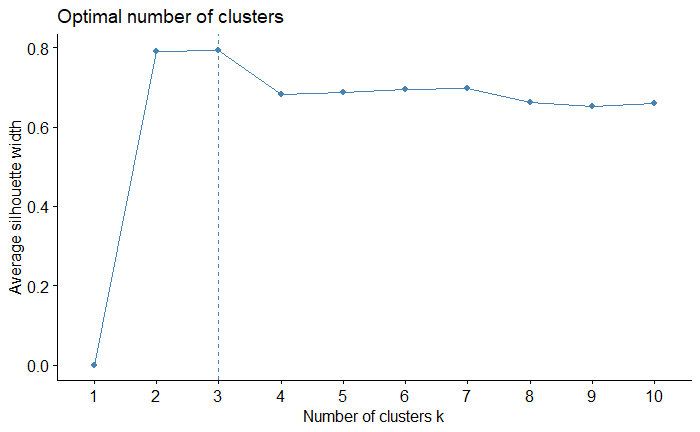 Optimal number of clusters
0.8
0.6
0.4
0.2
0.0
Average silhouette width
1 2 3 4 5 6 7 8 9 10
Number of clusters k